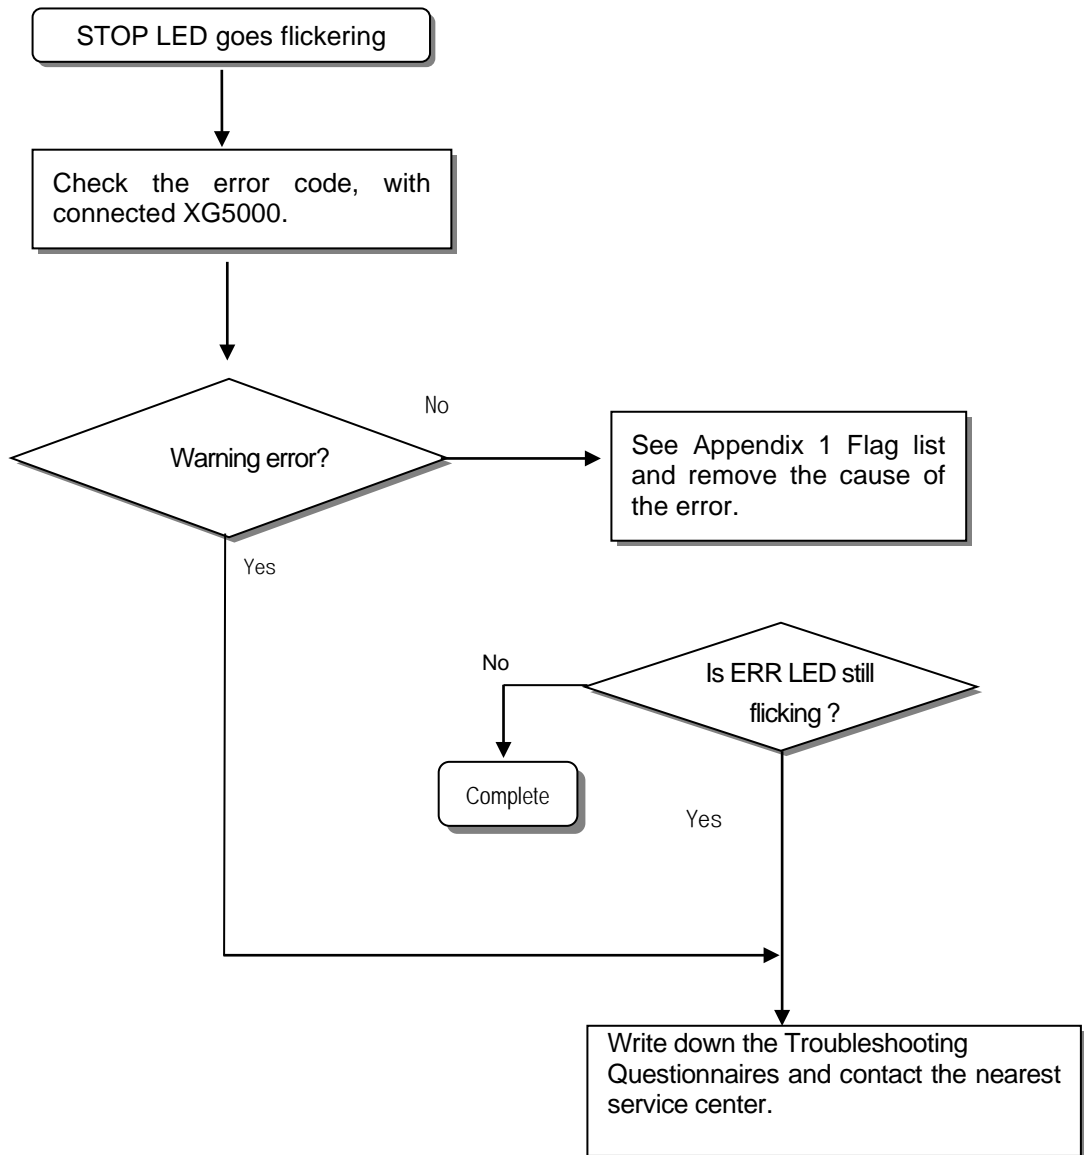 STOP LED goes flickering
Check the error code, with
connected XG5000.
No
Warning error?
See Appendix 1 Flag list
and remove the cause of
the error.
Yes
No
Is ERR LED still
flicking ?
Complete
Yes
Write down the Troubleshooting
Questionnaires and contact the nearest
service center.